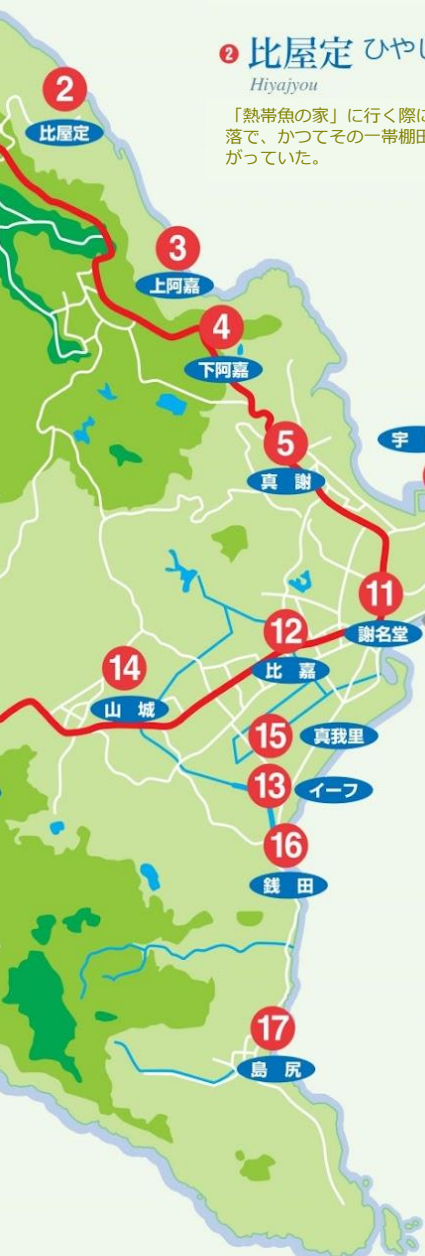 2
比屋定
❷ 比屋定 ひやじ
Hiyajyou
「熱帯魚の家」に行く際に
落で、かつてその一帯棚田
がっていた。
3
上阿嘉
4
下阿嘉
5
真謝
宇
11
謝名堂
12
比嘉
14
山城
15
真我里
13
イーフ
16
銭田
17
島尻